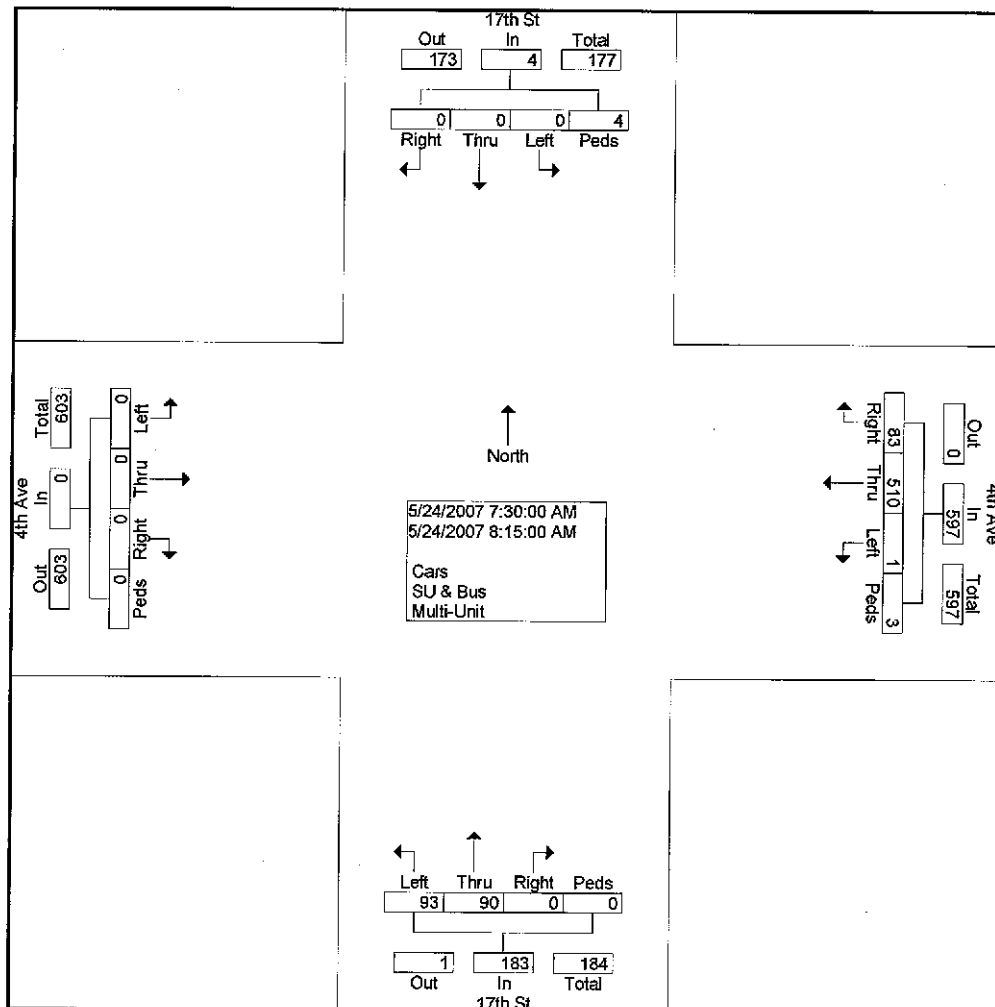 17th St
Out In Total
173 4 177
0 0 0 4
Right Thru Left Peds
Total In Out
603 0 603
4th Ave
0 0 0 0
Left Thru Right Peds
North
5/24/2007 7:30:00 AM
5/24/2007 8:15:00 AM
Cars
SU & Bus
Multi-Unit
Right Thru Left Peds
83 510 1 3
Out In Total
0 597 597
4th Ave
Left Thru Right Peds
93 90 0 0
1 183 184
Out In Total
17th St